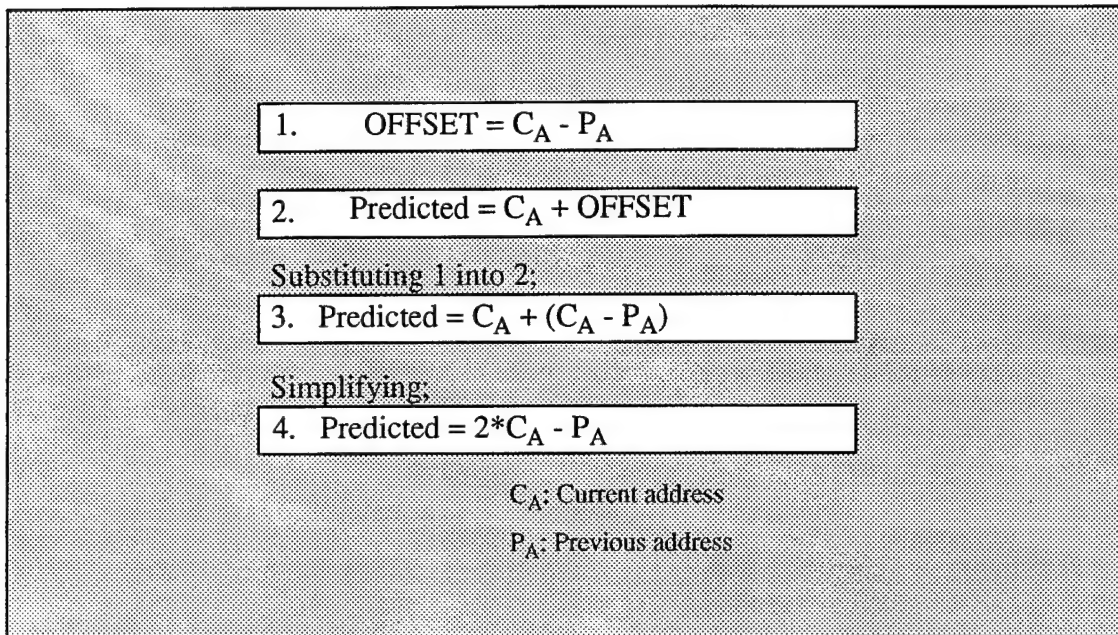 1. OFFSET = C_A - P_A
2. Predicted = C_A + OFFSET
Substituting 1 into 2;
3. Predicted = C_A + (C_A - P_A)
Simplifying;
4. Predicted = 2*C_A - P_A
C_A: Current address
P_A: Previous address